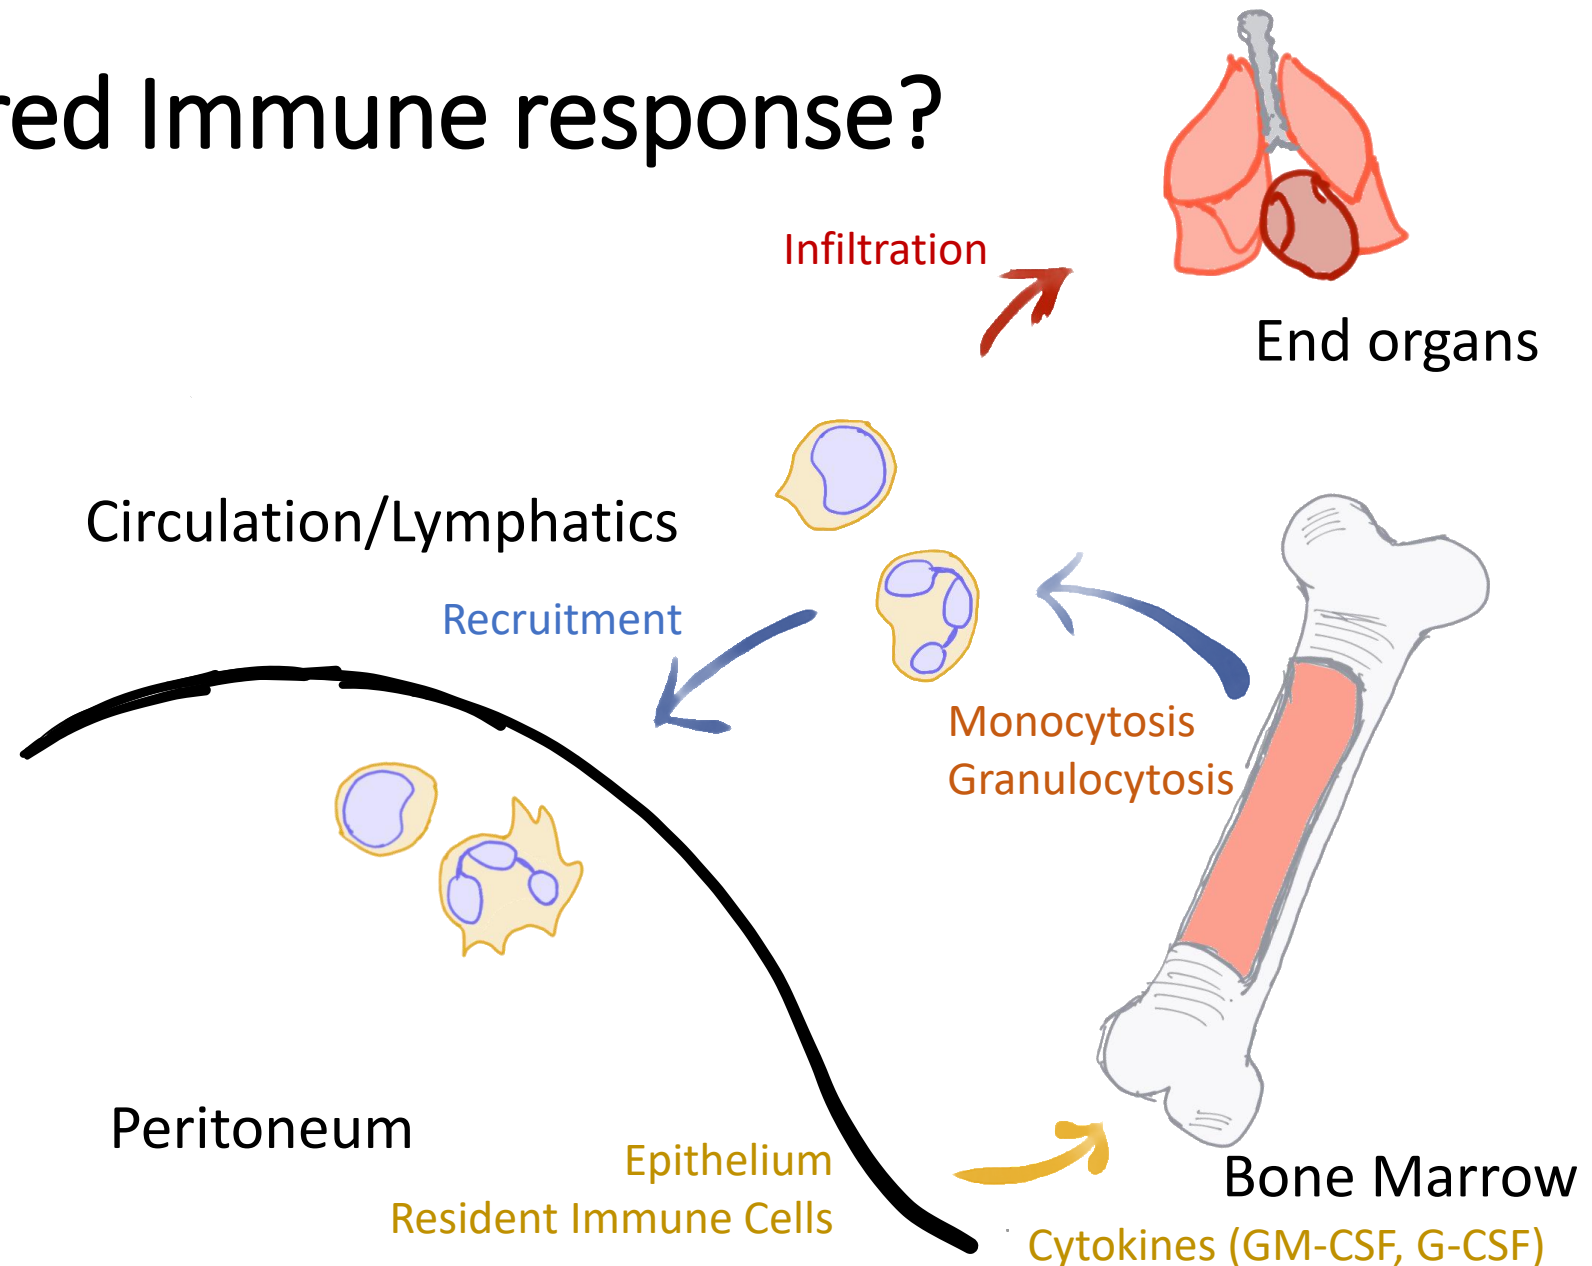 red Immune response?
Infiltration
End organs
Circulation/Lymphatics
Recruitment
Monocytosis
Granulocytosis
Peritoneum
Epithelium
Resident Immune Cells
Bone Marrow
Cytokines (GM-CSF, G-CSF)